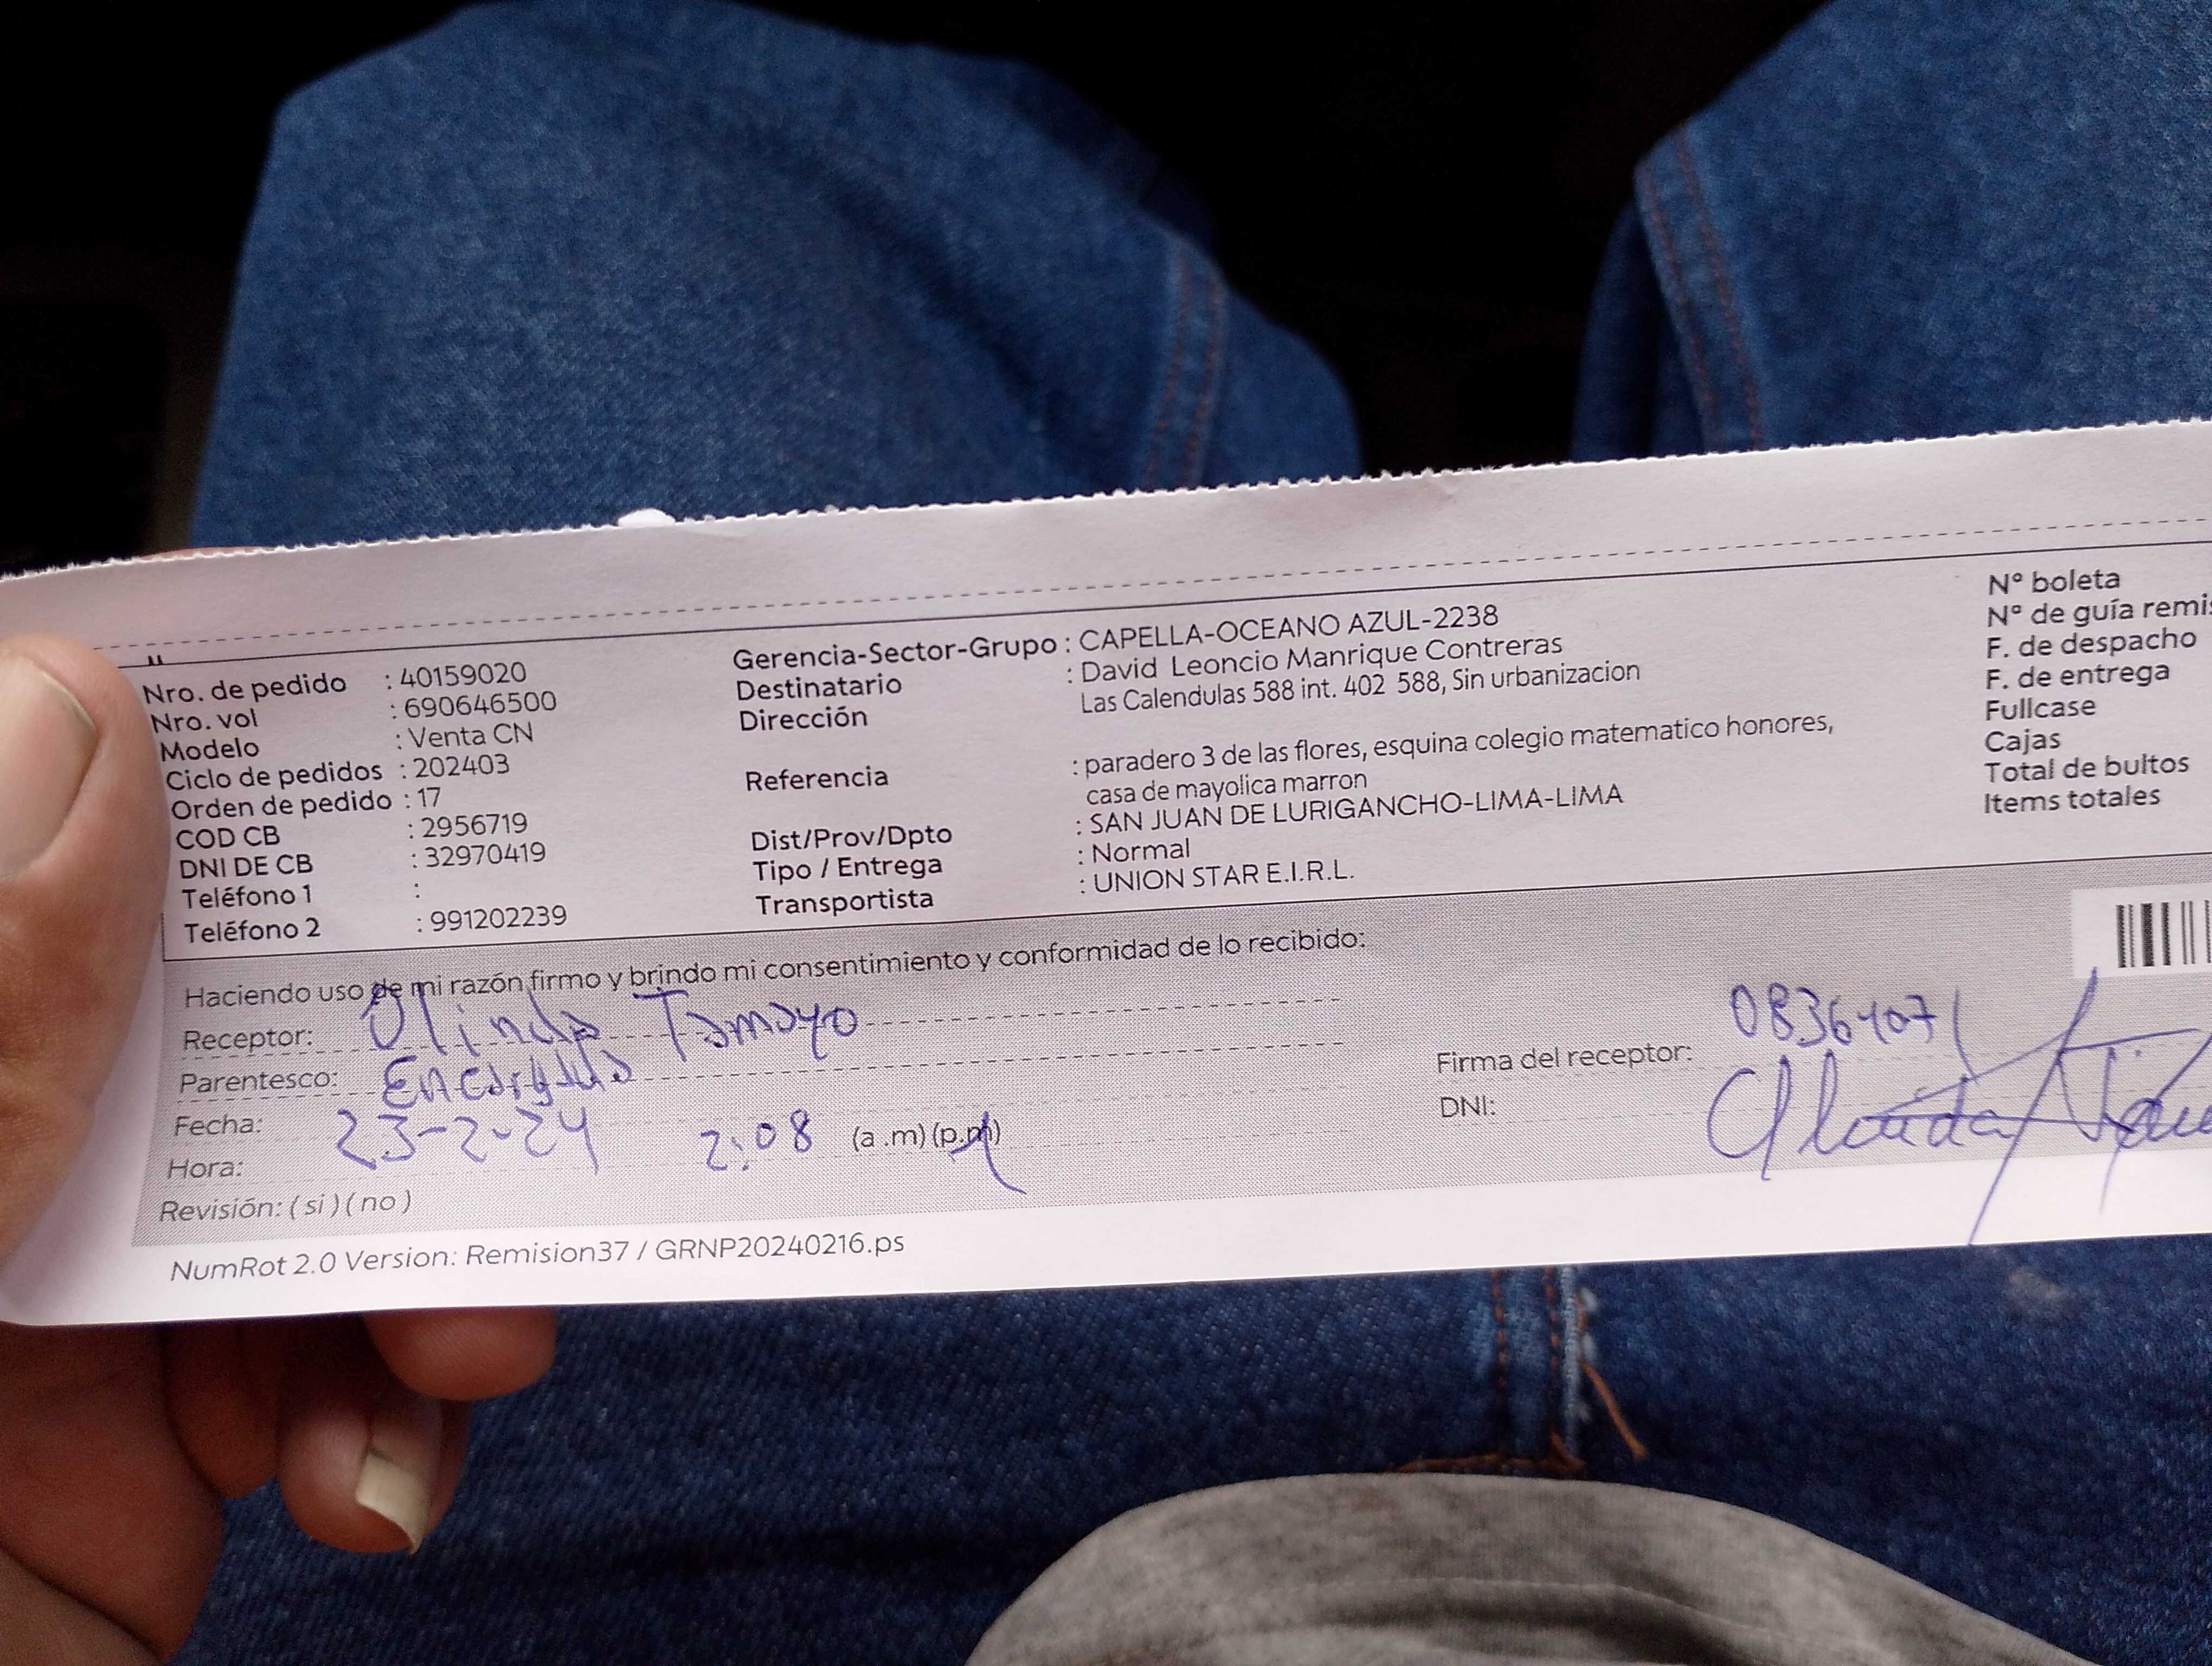 Nro. de pedido : 40159020
Nro. vol : 690646500
Modelo : Venta CN
Ciclo de pedidos : 202403
Orden de pedido : 17
COD CB : 2956719
DNI DE CB : 32970419
Teléfono 1 :
Teléfono 2 : 991202239
Gerencia-Sector-Grupo : CAPELLA-OCEANO AZUL-2238
Destinatario : David Leoncio Manrique Contreras
Dirección Las Calendulas 588 int. 402 588, Sin urbanizacion
Referencia : paradero 3 de las flores, esquina colegio matematico honores,
casa de mayolica marron
Dist/Prov/Dpto : SAN JUAN DE LURIGANCHO-LIMA-LIMA
Tipo / Entrega : Normal
Transportista : UNION STAR E.I.R.L.
N° boleta
N° de guía remis
F. de despacho
F. de entrega
Fullcase
Cajas
Total de bultos
Items totales
Haciendo uso de mi razón firmo y brindo mi consentimiento y conformidad de lo recibido:
Receptor: Olinda Tamayo
Parentesco: Encargada
Fecha: 23-2-24
Hora: 2:08 (a.m) (p.m)
Revisión: ( si ) ( no )
08364071
Firma del receptor:
DNI:
NumRot 2.0 Version: Remision37 / GRNP20240216.ps